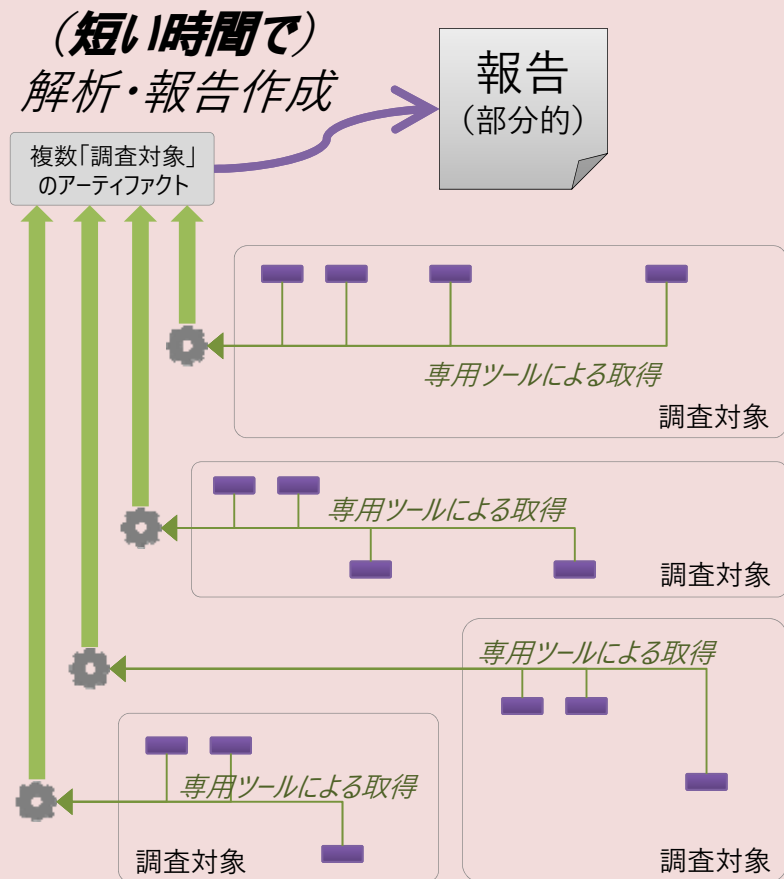 (短い時間で)
解析・報告作成
報告
(部分的)
複数「調査対象」
のアーティファクト
専用ツールによる取得
調査対象
専用ツールによる取得
調査対象
専用ツールによる取得
調査対象
専用ツールによる取得
調査対象